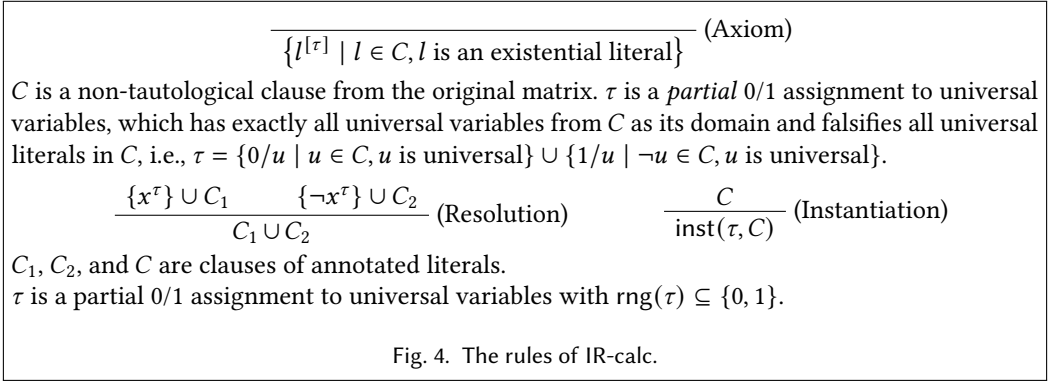 {l^[τ] | l ∈ C, l is an existential literal} (Axiom)
C is a non-tautological clause from the original matrix. τ is a partial 0/1 assignment to universal
variables, which has exactly all universal variables from C as its domain and falsifies all universal
literals in C, i.e., τ = {0/u | u ∈ C, u is universal} ∪ {1/u | ¬u ∈ C, u is universal}.
{x^τ} ∪ C₁ {¬x^τ} ∪ C₂ (Resolution) C (Instantiation)
C₁ ∪ C₂ inst(τ, C)
C₁, C₂, and C are clauses of annotated literals.
τ is a partial 0/1 assignment to universal variables with rng(τ) ⊆ {0, 1}.
Fig. 4. The rules of IR-calc.